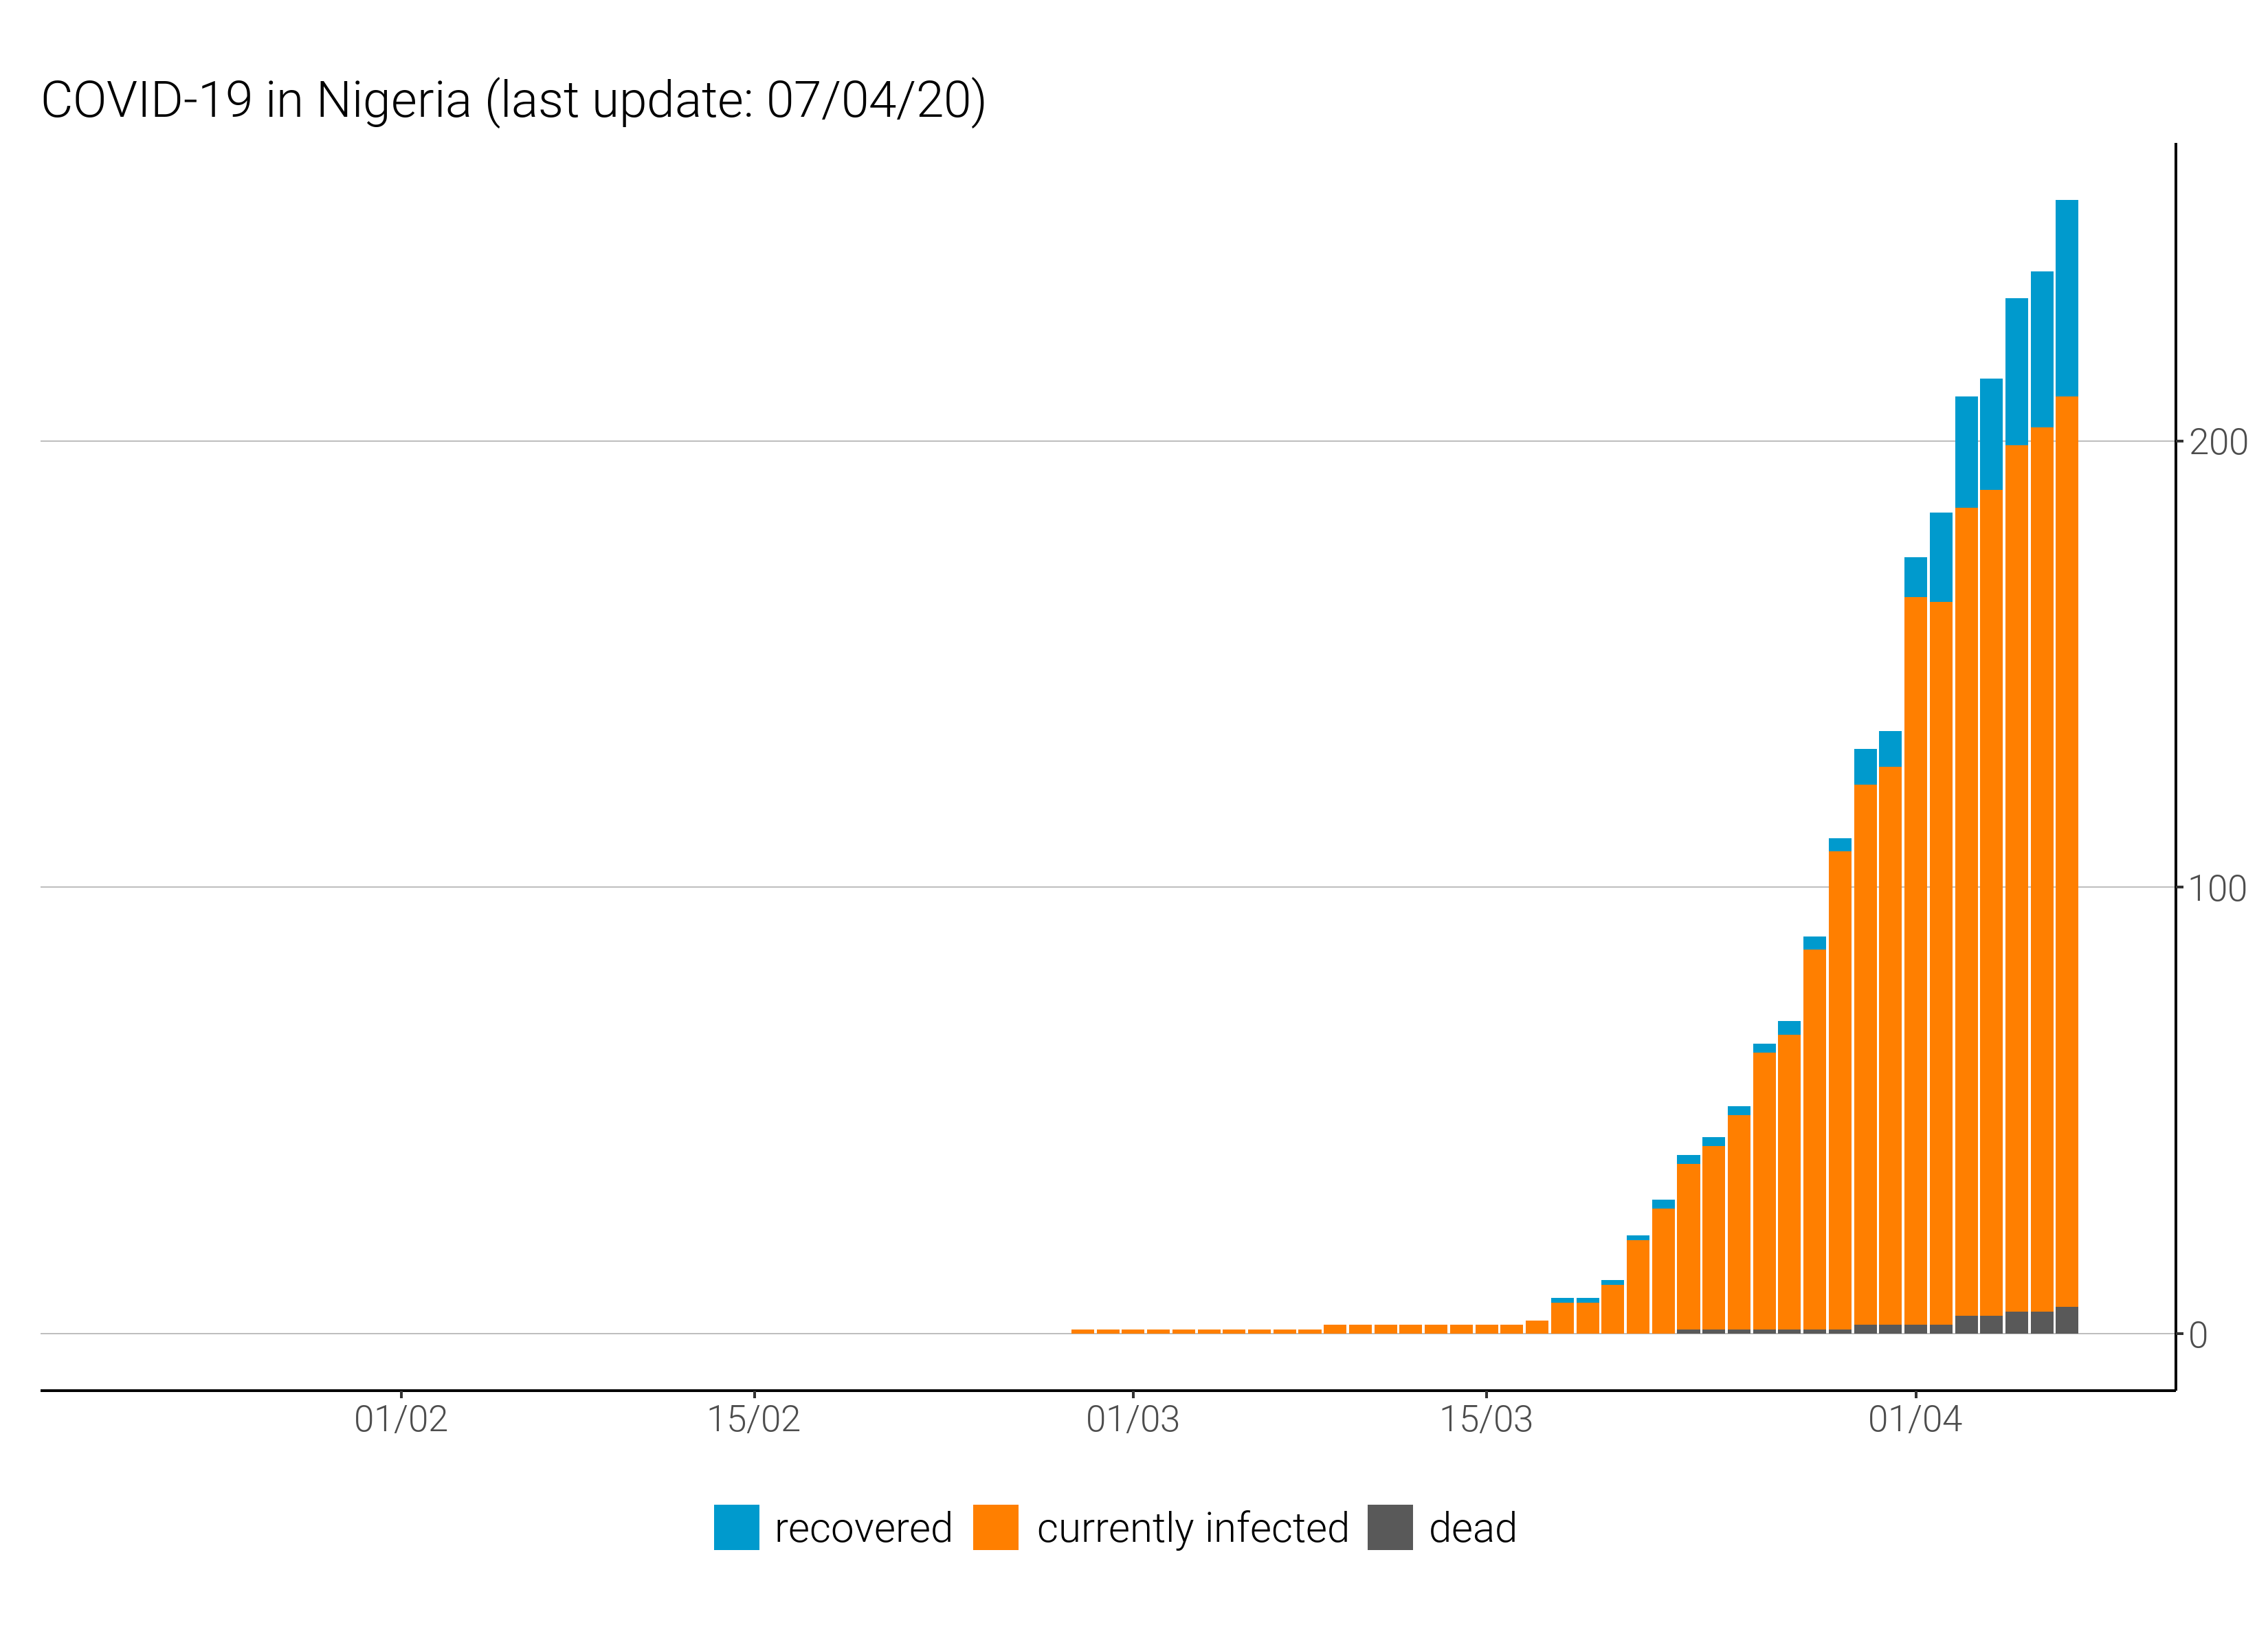 COVID-19 in Nigeria (last update: 07/04/20)
200
100
0
01/02 15/02 01/03 15/03 01/04
recovered currently infected dead